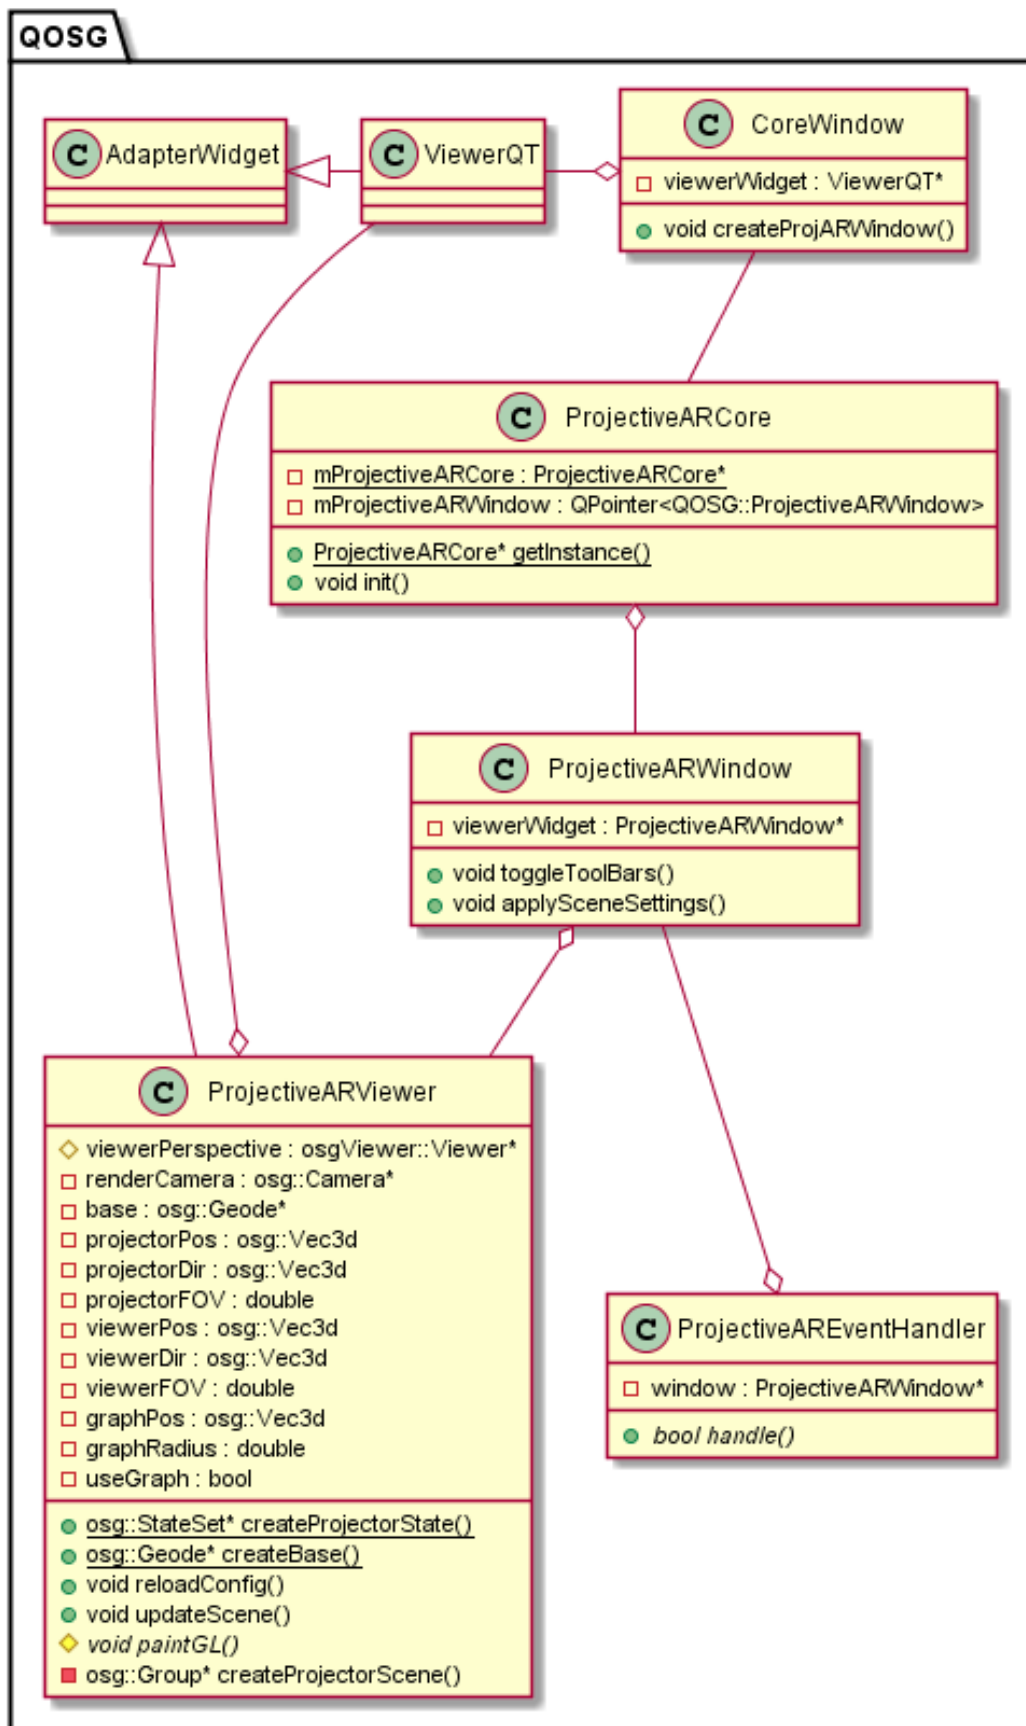 QOSG
C AdapterWidget
C ViewerQT
C CoreWindow
viewerWidget : ViewerQT*
void createProjARWindow()
C ProjectiveARCore
mProjectiveARCore : ProjectiveARCore*
mProjectiveARWindow : QPointer<QOSG::ProjectiveARWindow>
ProjectiveARCore* getInstance()
void init()
C ProjectiveARWindow
viewerWidget : ProjectiveARWindow*
void toggleToolBars()
void applySceneSettings()
C ProjectiveARViewer
viewerPerspective : osgViewer::Viewer*
renderCamera : osg::Camera*
base : osg::Geode*
projectorPos : osg::Vec3d
projectorDir : osg::Vec3d
projectorFOV : double
viewerPos : osg::Vec3d
viewerDir : osg::Vec3d
viewerFOV : double
graphPos : osg::Vec3d
graphRadius : double
useGraph : bool
osg::StateSet* createProjectorState()
osg::Geode* createBase()
void reloadConfig()
void updateScene()
void paintGL()
osg::Group* createProjectorScene()
C ProjectiveAREventHandler
window : ProjectiveARWindow*
bool handle()